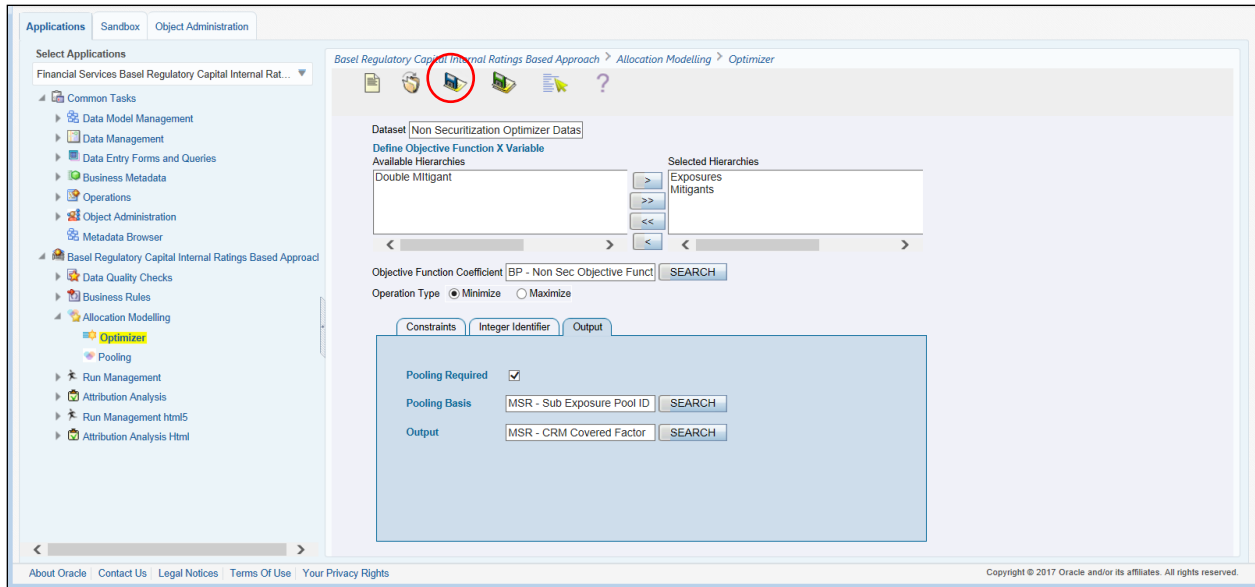 Applications Sandbox Object Administration
Select Applications
Financial Services Basel Regulatory Capital Internal Rat...
Common Tasks
Data Model Management
Data Management
Data Entry Forms and Queries
Business Metadata
Operations
Object Administration
Metadata Browser
Basel Regulatory Capital Internal Ratings Based Approacl
Data Quality Checks
Business Rules
Allocation Modelling
Optimizer
Pooling
Run Management
Attribution Analysis
Run Management html5
Attribution Analysis Html
Basel Regulatory Capital Internal Ratings Based Approach > Allocation Modelling > Optimizer
?
Dataset Non Securitization Optimizer Datas
Define Objective Function X Variable
Available Hierarchies Selected Hierarchies
Double MItigant > Exposures
Mitigants
>>
<<
<
Objective Function Coefficient BP - Non Sec Objective Funct SEARCH
Operation Type Minimize Maximize
Constraints Integer Identifier Output
Pooling Required
Pooling Basis MSR - Sub Exposure Pool ID SEARCH
Output MSR - CRM Covered Factor SEARCH
About Oracle Contact Us Legal Notices Terms Of Use Your Privacy Rights
Copyright © 2017 Oracle and/or its affiliates. All rights reserved.